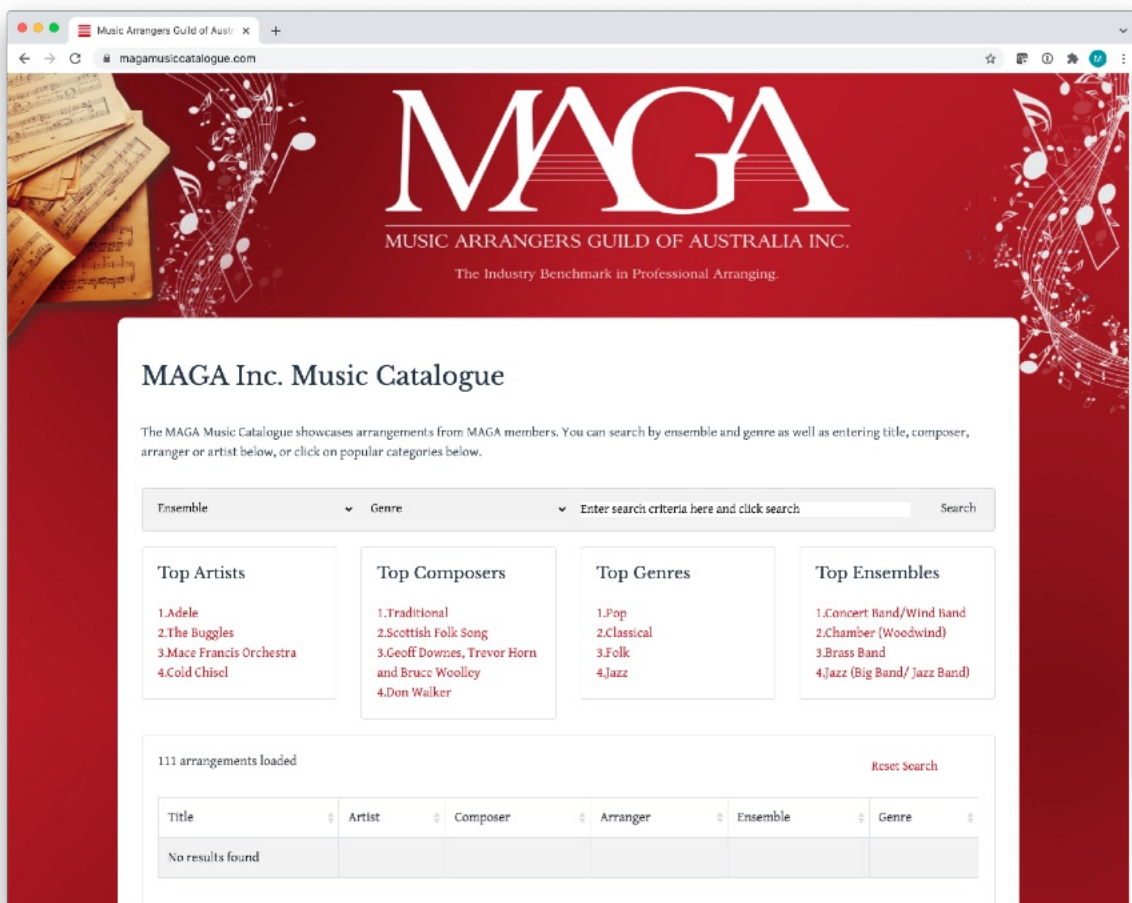 Music Arrangers Guild of Austr
magamusiccatalogue.com
M
MAGA
MUSIC ARRANGERS GUILD OF AUSTRALIA INC.
The Industry Benchmark in Professional Arranging.
MAGA Inc. Music Catalogue
The MAGA Music Catalogue showcases arrangements from MAGA members. You can search by ensemble and genre as well as entering title, composer,
arranger or artist below, or click on popular categories below.
Ensemble Genre Enter search criteria here and click search Search
Top Artists
1.Adele
2.The Buggles
3.Mace Francis Orchestra
4.Cold Chisel
Top Composers
1.Traditional
2.Scottish Folk Song
3.Geoff Downes, Trevor Horn
and Bruce Woolley
4.Don Walker
Top Genres
1.Pop
2.Classical
3.Folk
4.Jazz
Top Ensembles
1.Concert Band/Wind Band
2.Chamber (Woodwind)
3.Brass Band
4.Jazz (Big Band/ Jazz Band)
111 arrangements loaded
Reset Search
Title Artist Composer Arranger Ensemble Genre
No results found